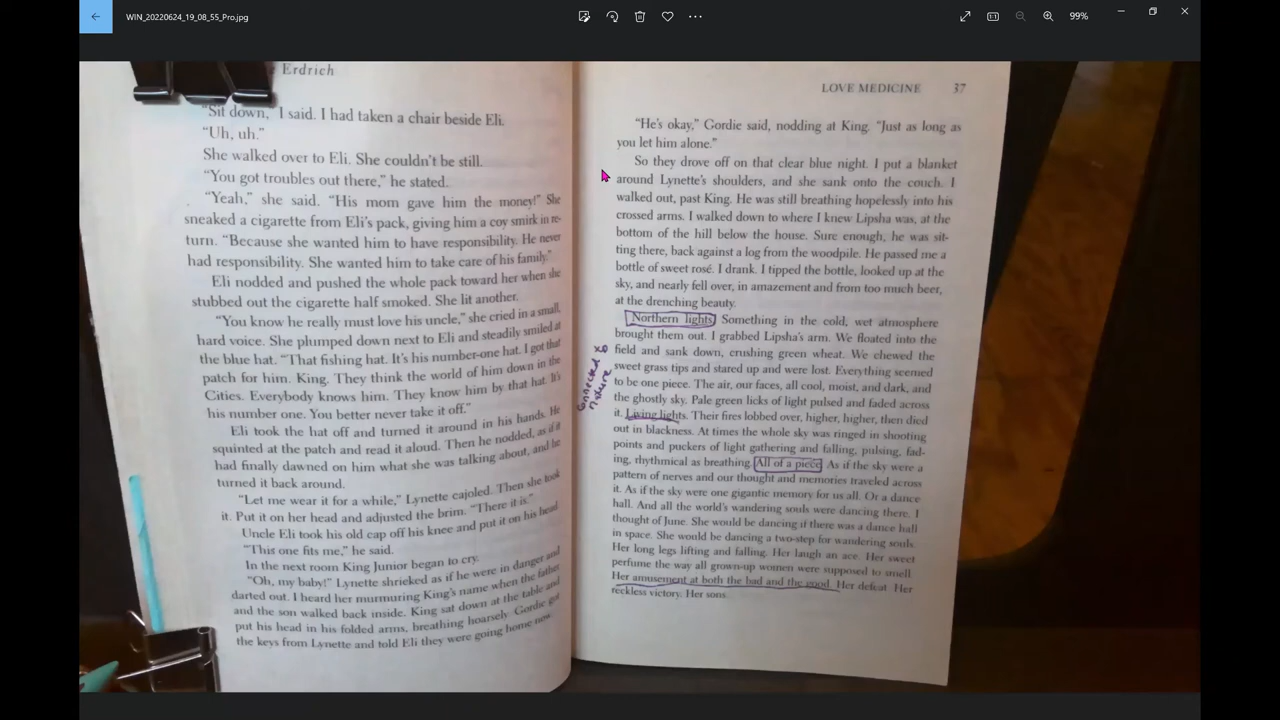 WIN_20220624_19_08_55_Pro.jpg
99%
Erdrich
"Sit down," I said. I had taken a chair beside Eli.
"Uh, uh."
She walked over to Eli. She couldn't be still.
"You got troubles out there," he stated.
"Yeah," she said. "His mom gave him the money!" She
sneaked a cigarette from Eli's pack, giving him a coy smirk in re-
turn. "Because she wanted him to have responsibility. He never
had responsibility. She wanted him to take care of his family."
Eli nodded and pushed the whole pack toward her when she
stubbed out the cigarette half smoked. She lit another.
"You know he really must love his uncle," she cried in a small,
hard voice. She plumped down next to Eli and steadily smiled at
the blue hat. "That fishing hat. It's his number-one hat. I got that
patch for him. King. They think the world of him down in the
Cities. Everybody knows him. They know him by that hat. It's
his number one. You better never take it off."
Eli took the hat off and turned it around in his hands. He
squinted at the patch and read it aloud. Then he nodded, as if it
had finally dawned on him what she was talking about, and he
turned it back around.
"Let me wear it for a while," Lynette cajoled. Then she took
it. Put it on her head and adjusted the brim. "There it is."
Uncle Eli took his old cap off his knee and put it on his head.
"This one fits me," he said.
In the next room King Junior began to cry.
"Oh, my baby!" Lynette shrieked as if he were in danger and
darted out. I heard her murmuring King's name when the father
and the son walked back inside. King sat down at the table and
put his head in his folded arms, breathing hoarsely. Gordie got
the keys from Lynette and told Eli they were going home now.
LOVE MEDICINE 37
"He's okay," Gordie said, nodding at King. "Just as long as
you let him alone."
So they drove off on that clear blue night. I put a blanket
around Lynette's shoulders, and she sank onto the couch. I
walked out, past King. He was still breathing hopelessly into his
crossed arms. I walked down to where I knew Lipsha was, at the
bottom of the hill below the house. Sure enough, he was sit-
ting there, back against a log from the woodpile. He passed me a
bottle of sweet rosé. I drank. I tipped the bottle, looked up at the
sky, and nearly fell over, in amazement and from too much beer,
at the drenching beauty.
Northern lights. Something in the cold, wet atmosphere
brought them out. I grabbed Lipsha's arm. We floated into the
field and sank down, crushing green wheat. We chewed the
sweet grass tips and stared up and were lost. Everything seemed
to be one piece. The air, our faces, all cool, moist, and dark, and
the ghostly sky. Pale green licks of light pulsed and faded across
it. Living lights. Their fires lobbed over, higher, higher, then died
out in blackness. At times the whole sky was ringed in shooting
points and puckers of light gathering and falling, pulsing, fad-
ing, rhythmical as breathing. All of a piece. As if the sky were a
pattern of nerves and our thought and memories traveled across
it. As if the sky were one gigantic memory for us all. Or a dance
hall. And all the world's wandering souls were dancing there. I
thought of June. She would be dancing if there was a dance hall
in space. She would be dancing a two-step for wandering souls.
Her long legs lifting and falling. Her laugh an ace. Her sweet
perfume the way all grown-up women were supposed to smell.
Her amusement at both the bad and the good. Her defeat. Her
reckless victory. Her sons.
connected to
nature